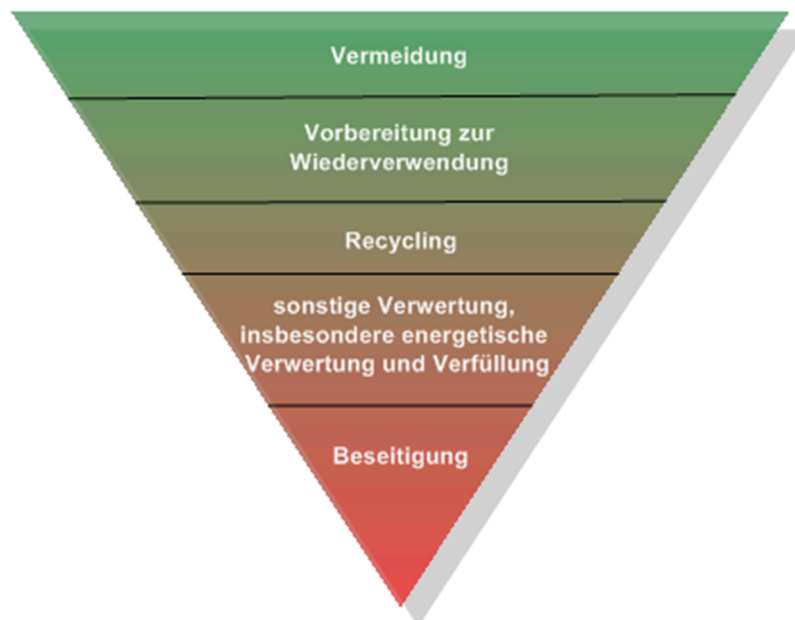 Vermeidung
Vorbereitung zur
Wiederverwendung
Recycling
sonstige Verwertung,
insbesondere energetische
Verwertung und Verfüllung
Beseitigung